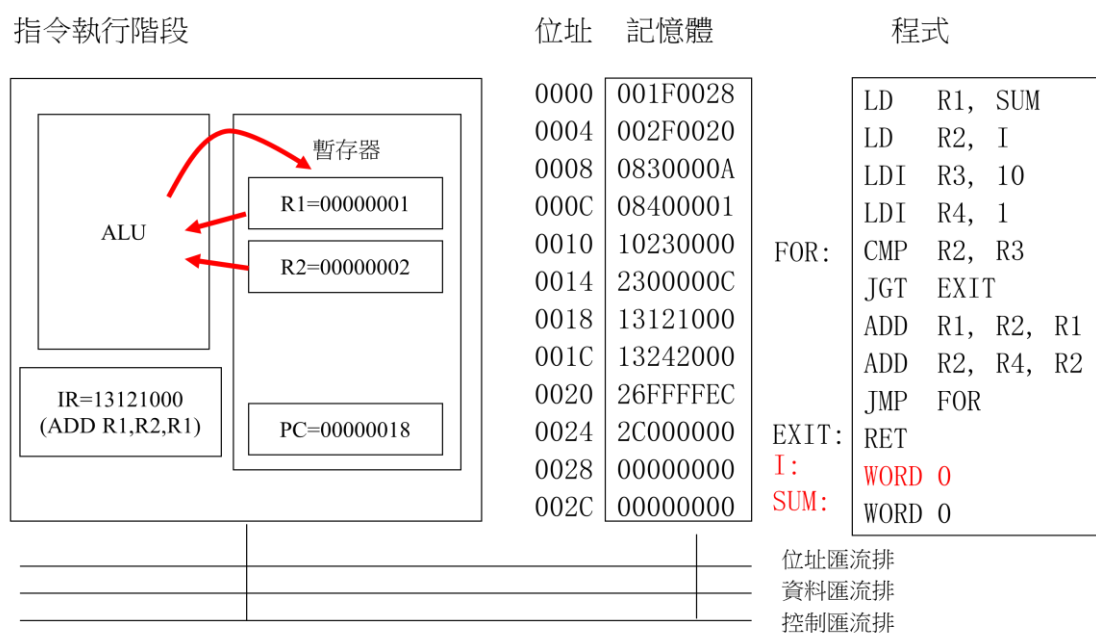 指令執行階段
位址 記憶體 程式
ALU
暫存器
R1=00000001
R2=00000002
IR=13121000
(ADD R1,R2,R1)
PC=00000018
0000 001F0028
0004 002F0020
0008 0830000A
000C 08400001
0010 10230000
0014 2300000C
0018 13121000
001C 13242000
0020 26FFFFEC
0024 2C000000
0028 00000000
002C 00000000
LD R1, SUM
LD R2, I
LDI R3, 10
LDI R4, 1
FOR: CMP R2, R3
JGT EXIT
ADD R1, R2, R1
ADD R2, R4, R2
JMP FOR
EXIT: RET
I: WORD 0
SUM: WORD 0
位址匯流排
資料匯流排
控制匯流排